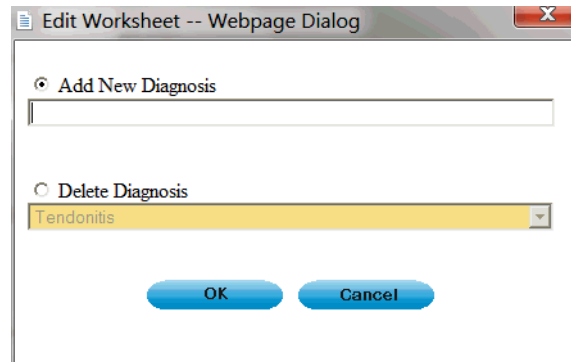 Edit Worksheet -- Webpage Dialog
X
Add New Diagnosis
Delete Diagnosis
Tendonitis
OK Cancel